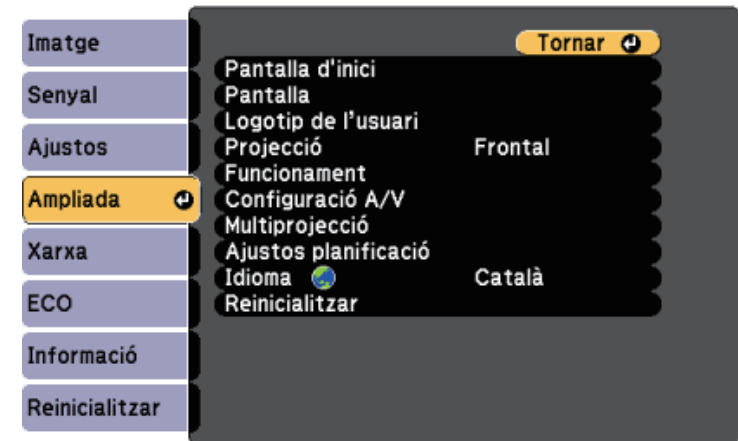 Imatge
Senyal
Ajustos
Ampliada
Xarxa
ECO
Informació
Reinicialitzar
Tornar
Pantalla d'inici
Pantalla
Logotip de l'usuari
Projecció Frontal
Funcionament
Configuració A/V
Multiprojecció
Ajustos planificació
Idioma Català
Reinicialitzar